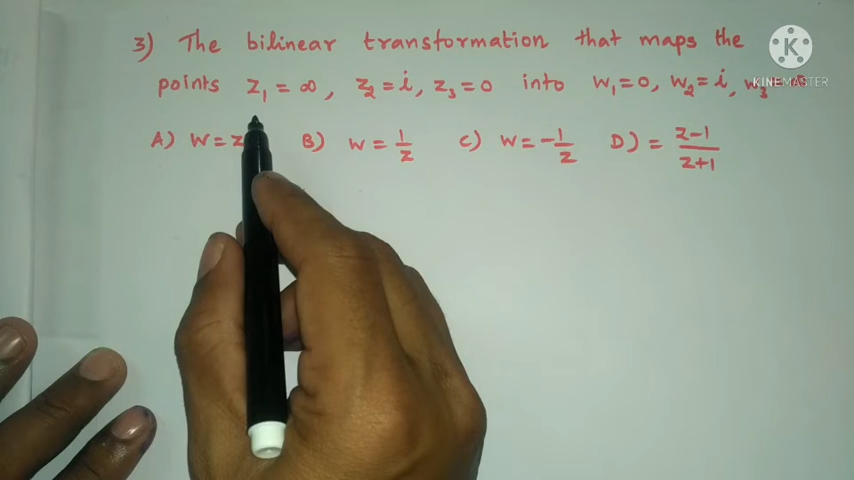 3) The bilinear transformation that maps the
points z₁ = ∞, z₂ = i, z₃ = 0 into w₁ = 0, w₂ = i, w₃
A) w = z B) w = 1/z C) w = -1/z D) = z-1/z+1
K
KINEMASTER